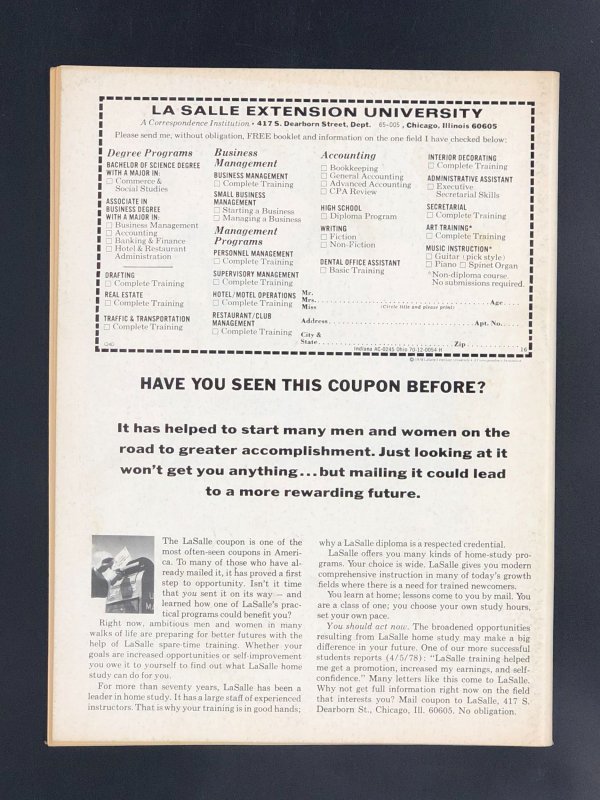 LA SALLE EXTENSION UNIVERSITY
A Correspondence Institution • 417 S. Dearborn Street, Dept. 65-005, Chicago, Illinois 60605
Please send me, without obligation, FREE booklet and information on the one field I have checked below:
Degree Programs
BACHELOR OF SCIENCE DEGREE
WITH A MAJOR IN:
☐ Commerce &
Social Studies
ASSOCIATE IN
BUSINESS DEGREE
WITH A MAJOR IN:
☐ Business Management
☐ Accounting
☐ Banking & Finance
☐ Hotel & Restaurant
Administration
DRAFTING
☐ Complete Training
REAL ESTATE
☐ Complete Training
TRAFFIC & TRANSPORTATION
☐ Complete Training
Business
Management
BUSINESS MANAGEMENT
☐ Complete Training
SMALL BUSINESS
MANAGEMENT
☐ Starting a Business
☐ Managing a Business
Management
Programs
PERSONNEL MANAGEMENT
☐ Complete Training
SUPERVISORY MANAGEMENT
☐ Complete Training
HOTEL/MOTEL OPERATIONS
☐ Complete Training
RESTAURANT/CLUB
MANAGEMENT
☐ Complete Training
Accounting
☐ Bookkeeping
☐ General Accounting
☐ Advanced Accounting
☐ CPA Review
HIGH SCHOOL
☐ Diploma Program
WRITING
☐ Fiction
☐ Non-Fiction
DENTAL OFFICE ASSISTANT
☐ Basic Training
INTERIOR DECORATING
☐ Complete Training
ADMINISTRATIVE ASSISTANT
☐ Executive
Secretarial Skills
SECRETARIAL
☐ Complete Training
ART TRAINING*
☐ Complete Training
MUSIC INSTRUCTION*
☐ Guitar (pick style)
☐ Piano ☐ Spinet Organ
*Non-diploma course.
No submissions required.
Mr.
Mrs. Age
Miss (Circle title and please print)
Address Apt. No.
City &
State Zip
Indiana AC-0245 Ohio 70-12-0054 H
HAVE YOU SEEN THIS COUPON BEFORE?
It has helped to start many men and women on the
road to greater accomplishment. Just looking at it
won't get you anything...but mailing it could lead
to a more rewarding future.
The LaSalle coupon is one of the
most often-seen coupons in Ameri-
ca. To many of those who have al-
ready mailed it, it has proved a first
step to opportunity. Isn't it time
that you sent it on its way — and
learned how one of LaSalle's prac-
tical programs could benefit you?
Right now, ambitious men and women in many
walks of life are preparing for better futures with the
help of LaSalle spare-time training. Whether your
goals are increased opportunities or self-improvement
you owe it to yourself to find out what LaSalle home
study can do for you.
For more than seventy years, LaSalle has been a
leader in home study. It has a large staff of experienced
instructors. That is why your training is in good hands;
why a LaSalle diploma is a respected credential.
LaSalle offers you many kinds of home-study pro-
grams. Your choice is wide. LaSalle gives you modern
comprehensive instruction in many of today's growth
fields where there is a need for trained newcomers.
You learn at home; lessons come to you by mail. You
are a class of one; you choose your own study hours,
set your own pace.
You should act now. The broadened opportunities
resulting from LaSalle home study may make a big
difference in your future. One of our more successful
students reports (4/5/78): "LaSalle training helped
me get a promotion, increased my earnings, and self-
confidence." Many letters like this come to LaSalle.
Why not get full information right now on the field
that interests you? Mail coupon to LaSalle, 417 S.
Dearborn St., Chicago, Ill. 60605. No obligation.